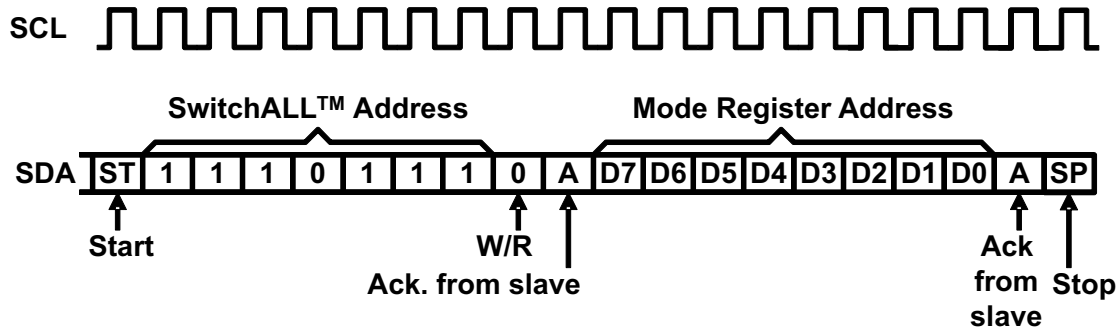 SCL
SwitchALL™ Address Mode Register Address
SDA ST 1 1 1 0 1 1 1 0 A D7 D6 D5 D4 D3 D2 D1 D0 A SP
Start W/R Ack
Ack. from slave from Stop
slave